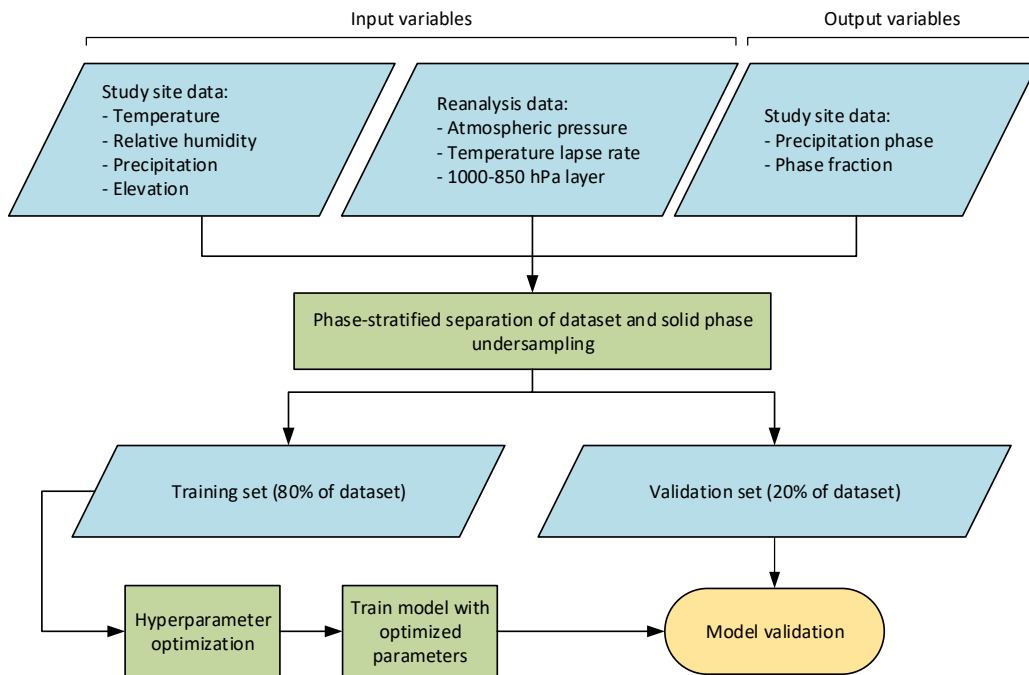 Input variables
Output variables
Study site data:
- Temperature
- Relative humidity
- Precipitation
- Elevation
Reanalysis data:
- Atmospheric pressure
- Temperature lapse rate
- 1000-850 hPa layer
Study site data:
- Precipitation phase
- Phase fraction
Phase-stratified separation of dataset and solid phase
undersampling
Training set (80% of dataset)
Validation set (20% of dataset)
Hyperparameter
optimization
Train model with
optimized
parameters
Model validation